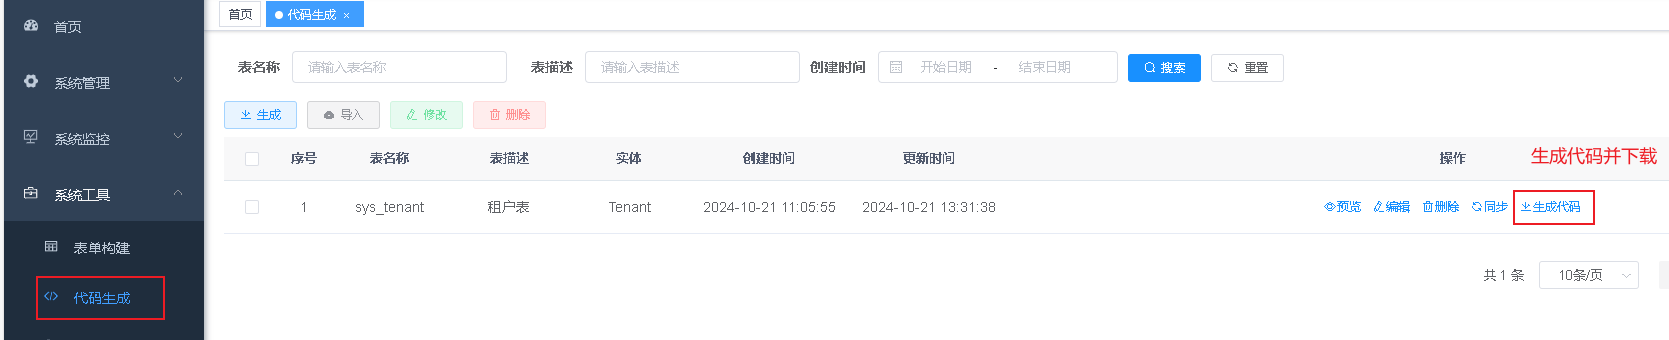 首页
系统管理
系统监控
系统工具
表单构建
代码生成
首页 代码生成 ×
表名称 请输入表名称 表描述 请输入表描述 创建时间 开始日期 - 结束日期 搜索 重置
生成 导入 修改 删除
序号 表名称 表描述 实体 创建时间 更新时间 操作 生成代码并下载
1 sys_tenant 租户表 Tenant 2024-10-21 11:05:55 2024-10-21 13:31:38 预览 编辑 删除 同步 生成代码
共 1 条 10条/页